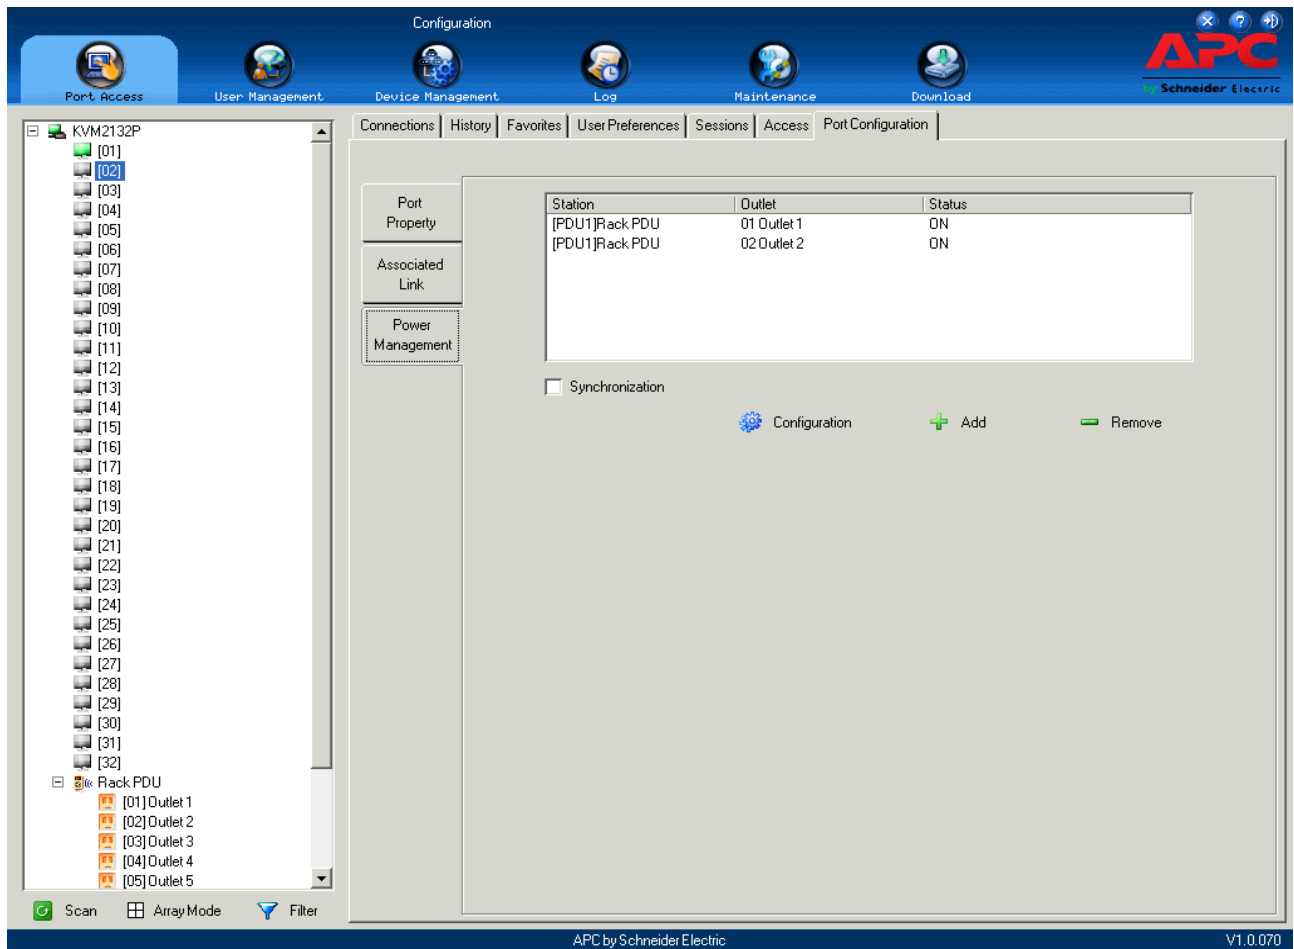 Configuration
APC
by Schneider Electric
Port Access User Management Device Management Log Maintenance Download
Connections History Favorites User Preferences Sessions Access Port Configuration
KVM2132P
[01]
[02]
[03]
[04]
[05]
[06]
[07]
[08]
[09]
[10]
[11]
[12]
[13]
[14]
[15]
[16]
[17]
[18]
[19]
[20]
[21]
[22]
[23]
[24]
[25]
[26]
[27]
[28]
[29]
[30]
[31]
[32]
Rack PDU
[01] Outlet 1
[02] Outlet 2
[03] Outlet 3
[04] Outlet 4
[05] Outlet 5
Scan Array Mode Filter
Port
Property
Associated
Link
Power
Management
Station Outlet Status
[PDU1]Rack PDU 01 Outlet 1 ON
[PDU1]Rack PDU 02 Outlet 2 ON
Synchronization
Configuration Add Remove
APC by Schneider Electric V1.0.070